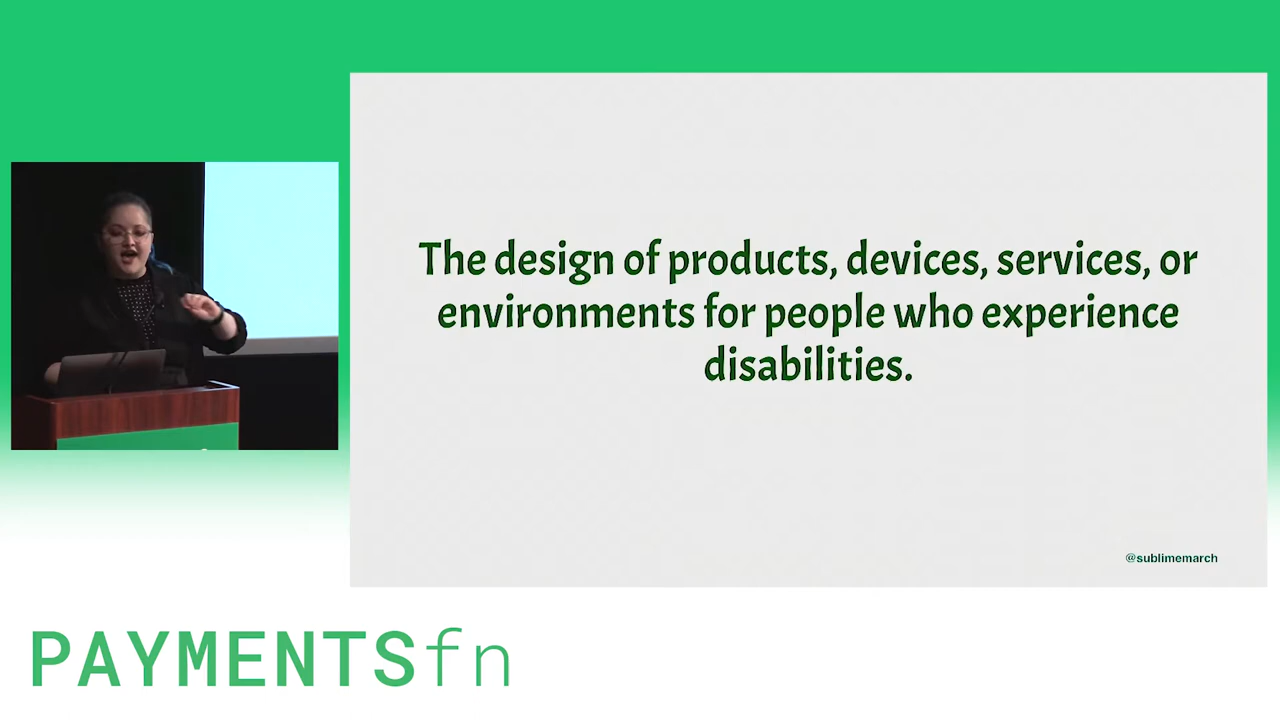 The design of products, devices, services, or
environments for people who experience
disabilities.
@sublimemarch
PAYMENTSfn